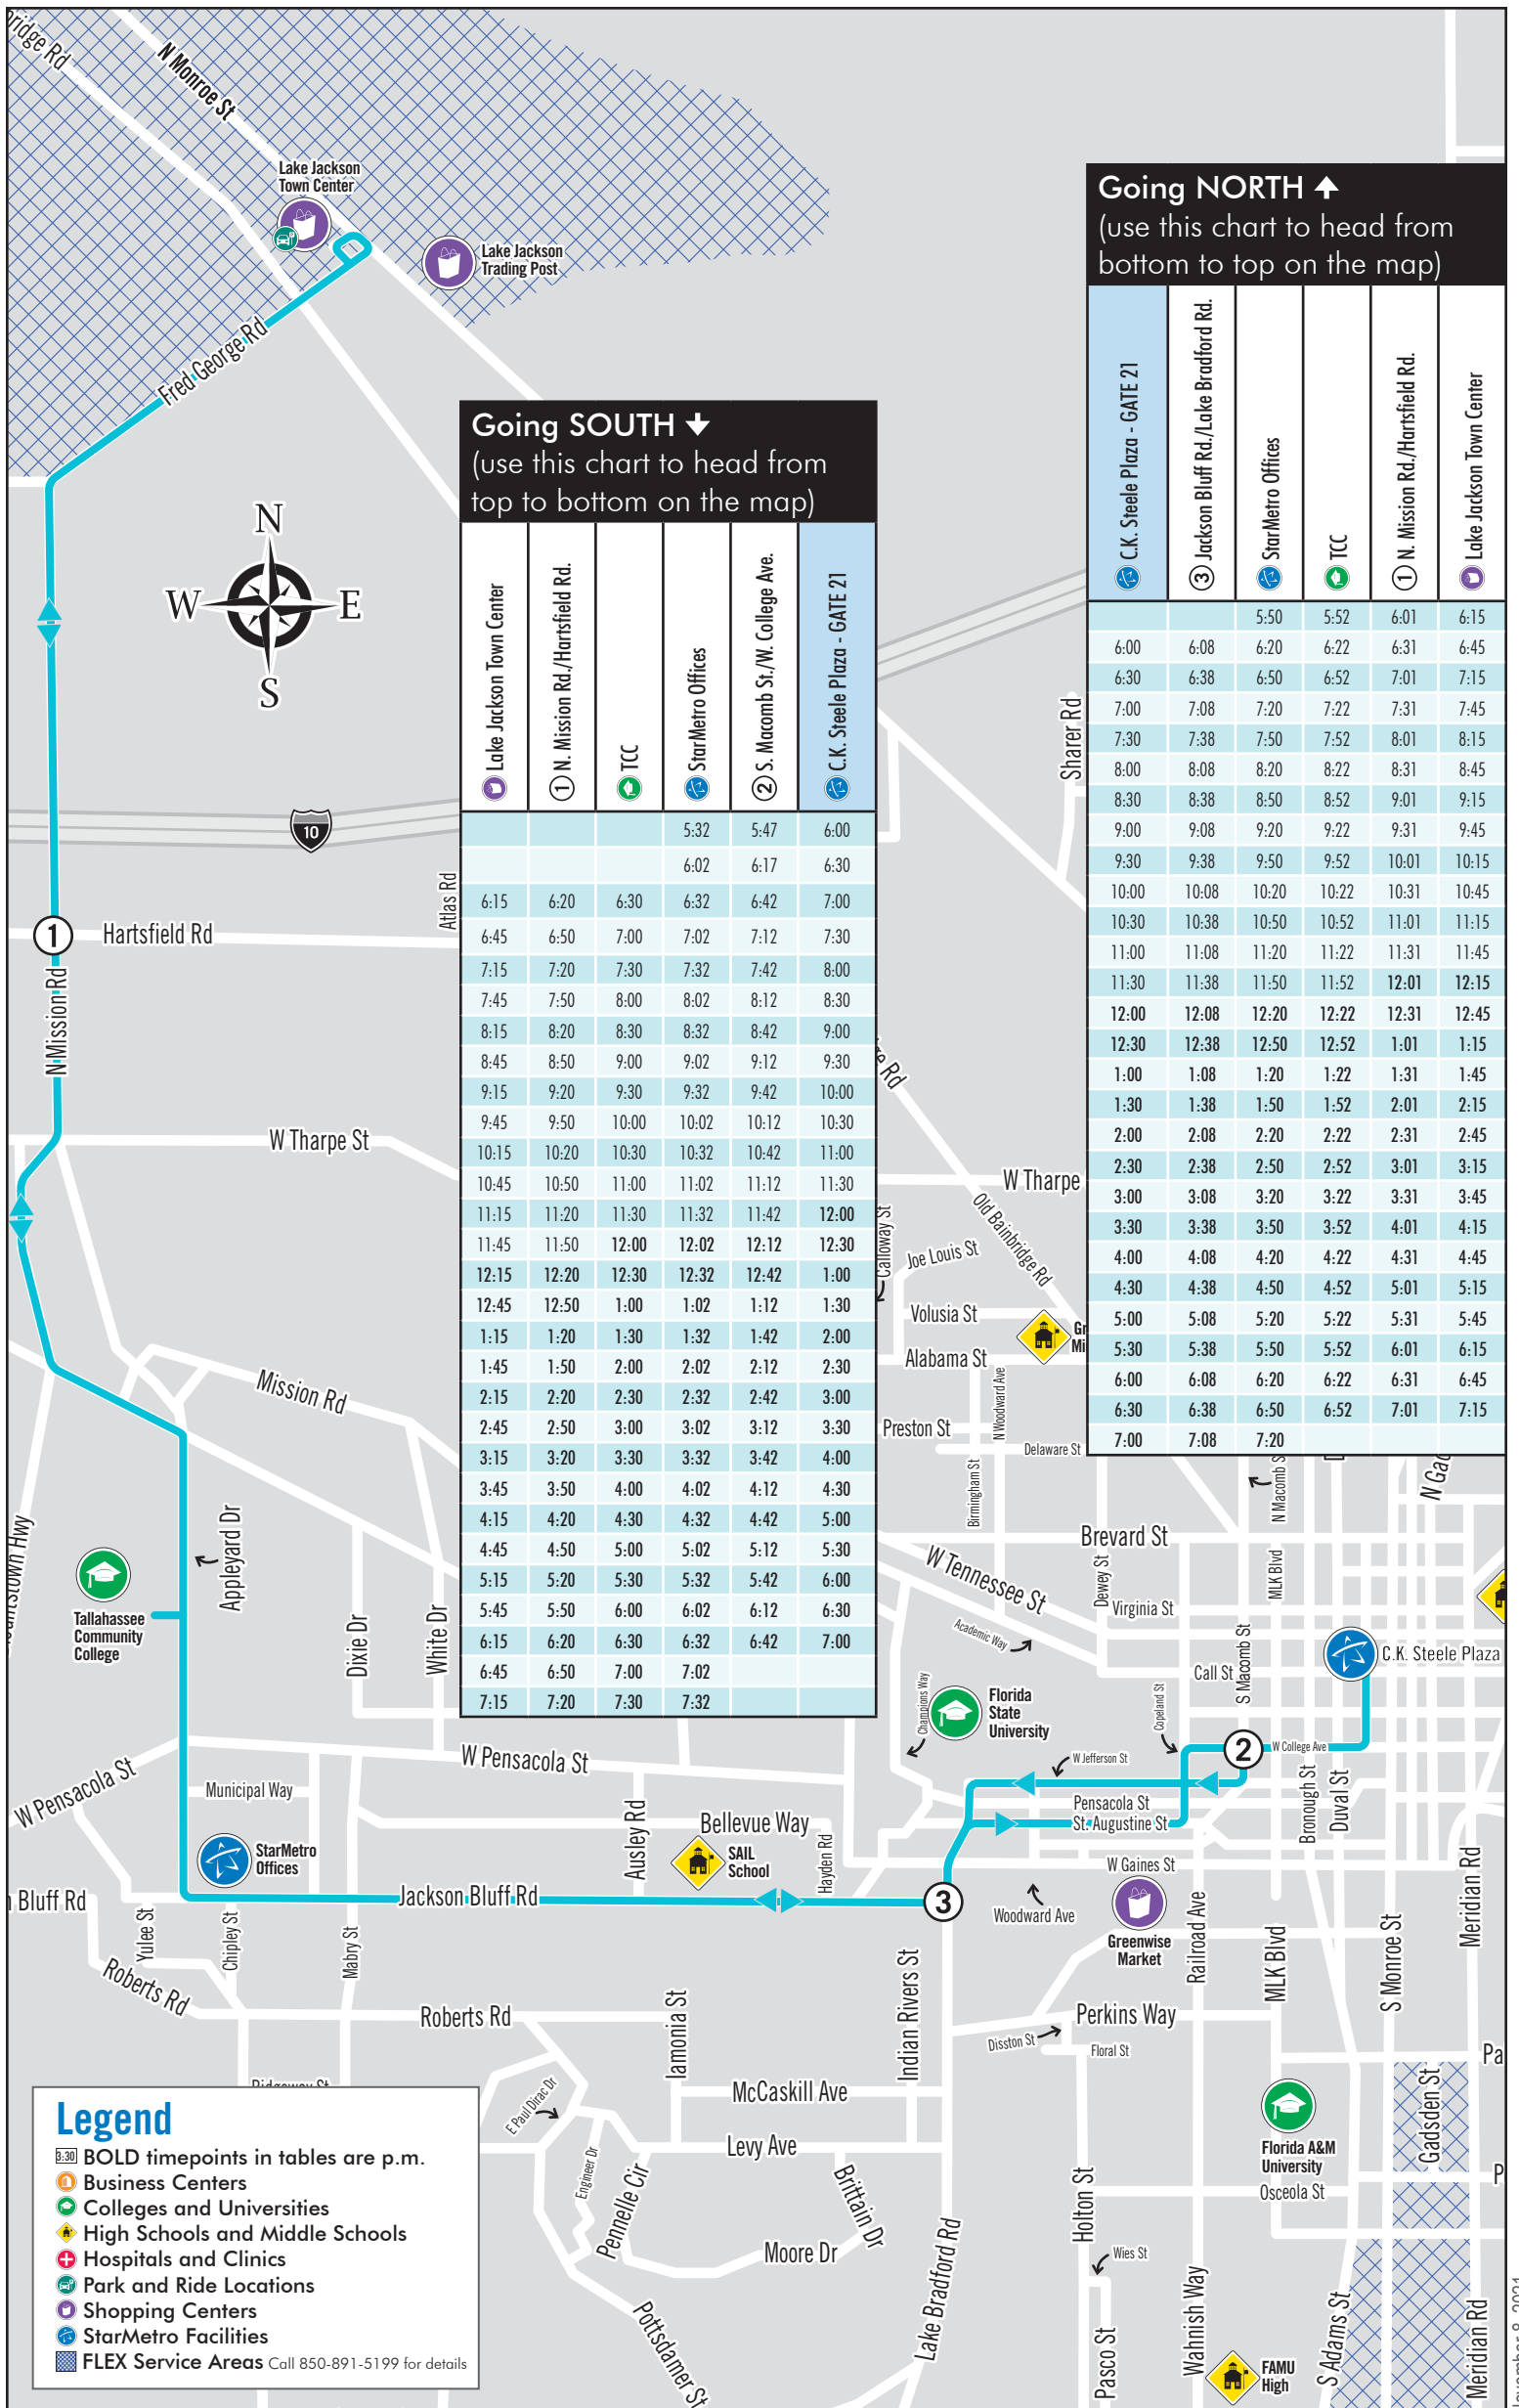 N Monroe St
Lake Jackson
Town Center
Lake Jackson
Trading Post
Fred George Rd
N
W E
S
10
Going SOUTH
(use this chart to head from
top to bottom on the map)
Lake Jackson Town Center
1 N. Mission Rd./Hartsfield Rd.
TCC
StarMetro Offices
2 S. Macomb St./W. College Ave.
C.K. Steele Plaza - GATE 21
5:32 5:47 6:00
6:02 6:17 6:30
6:15 6:20 6:30 6:32 6:42 7:00
6:45 6:50 7:00 7:02 7:12 7:30
7:15 7:20 7:30 7:32 7:42 8:00
7:45 7:50 8:00 8:02 8:12 8:30
8:15 8:20 8:30 8:32 8:42 9:00
8:45 8:50 9:00 9:02 9:12 9:30
9:15 9:20 9:30 9:32 9:42 10:00
9:45 9:50 10:00 10:02 10:12 10:30
10:15 10:20 10:30 10:32 10:42 11:00
10:45 10:50 11:00 11:02 11:12 11:30
11:15 11:20 11:30 11:32 11:42 12:00
11:45 11:50 12:00 12:02 12:12 12:30
12:15 12:20 12:30 12:32 12:42 1:00
12:45 12:50 1:00 1:02 1:12 1:30
1:15 1:20 1:30 1:32 1:42 2:00
1:45 1:50 2:00 2:02 2:12 2:30
2:15 2:20 2:30 2:32 2:42 3:00
2:45 2:50 3:00 3:02 3:12 3:30
3:15 3:20 3:30 3:32 3:42 4:00
3:45 3:50 4:00 4:02 4:12 4:30
4:15 4:20 4:30 4:32 4:42 5:00
4:45 4:50 5:00 5:02 5:12 5:30
5:15 5:20 5:30 5:32 5:42 6:00
5:45 5:50 6:00 6:02 6:12 6:30
6:15 6:20 6:30 6:32 6:42 7:00
6:45 6:50 7:00 7:02
7:15 7:20 7:30 7:32
Going NORTH
(use this chart to head from
bottom to top on the map)
C.K. Steele Plaza - GATE 21
3 Jackson Bluff Rd./Lake Bradford Rd.
StarMetro Offices
TCC
1 N. Mission Rd./Hartsfield Rd.
Lake Jackson Town Center
5:50 5:52 6:01 6:15
6:00 6:08 6:20 6:22 6:31 6:45
6:30 6:38 6:50 6:52 7:01 7:15
7:00 7:08 7:20 7:22 7:31 7:45
7:30 7:38 7:50 7:52 8:01 8:15
8:00 8:08 8:20 8:22 8:31 8:45
8:30 8:38 8:50 8:52 9:01 9:15
9:00 9:08 9:20 9:22 9:31 9:45
9:30 9:38 9:50 9:52 10:01 10:15
10:00 10:08 10:20 10:22 10:31 10:45
10:30 10:38 10:50 10:52 11:01 11:15
11:00 11:08 11:20 11:22 11:31 11:45
11:30 11:38 11:50 11:52 12:01 12:15
12:00 12:08 12:20 12:22 12:31 12:45
12:30 12:38 12:50 12:52 1:01 1:15
1:00 1:08 1:20 1:22 1:31 1:45
1:30 1:38 1:50 1:52 2:01 2:15
2:00 2:08 2:20 2:22 2:31 2:45
2:30 2:38 2:50 2:52 3:01 3:15
3:00 3:08 3:20 3:22 3:31 3:45
3:30 3:38 3:50 3:52 4:01 4:15
4:00 4:08 4:20 4:22 4:31 4:45
4:30 4:38 4:50 4:52 5:01 5:15
5:00 5:08 5:20 5:22 5:31 5:45
5:30 5:38 5:50 5:52 6:01 6:15
6:00 6:08 6:20 6:22 6:31 6:45
6:30 6:38 6:50 6:52 7:01 7:15
7:00 7:08 7:20
Sharer Rd
Atlas Rd
1
Hartsfield Rd
N Mission Rd
W Tharpe St
W Tharpe
Old Bainbridge Rd
Calloway St
Joe Louis St
Volusia St
Alabama St
N Woodward Ave
Preston St
Delaware St
Birmingham St
Mission Rd
Appleyard Dr
Tallahassee
Community
College
Dixie Dr
White Dr
Brevard St
W Tennessee St
Dewey St
N Macomb S
MLK Blvd
Virginia St
Academic Way
S Macomb St
Call St
C.K. Steele Plaza
Champions Way
Florida
State
University
Copeland St
2
W College Ave
W Jefferson St
Pensacola St
St. Augustine St
Bronough St
Duval St
W Pensacola St
W Pensacola St
Municipal Way
StarMetro
Offices
Ausley Rd
Bellevue Way
SAIL
School
Hayden Rd
W Gaines St
Woodward Ave
Greenwise
Market
Railroad Ave
MLK Blvd
S Monroe St
Meridian Rd
Bluff Rd
Jackson Bluff Rd
3
Yulee St
Chipley St
Mabry St
Roberts Rd
Roberts Rd
Iamonia St
Indian Rivers St
Perkins Way
Disston St
Floral St
McCaskill Ave
Levy Ave
E Paul Dirac Dr
Engineer Dr
Pennelle Cir
Brittain Dr
Moore Dr
Pottsdamer St
Lake Bradford Rd
Holton St
Wies St
Pasco St
Wahnish Way
Florida A&M
University
Osceola St
Gadsden St
FAMU
High
S Adams St
Meridian Rd
Legend
3:30 BOLD timepoints in tables are p.m.
Business Centers
Colleges and Universities
High Schools and Middle Schools
Hospitals and Clinics
Park and Ride Locations
Shopping Centers
StarMetro Facilities
FLEX Service Areas Call 850-891-5199 for details